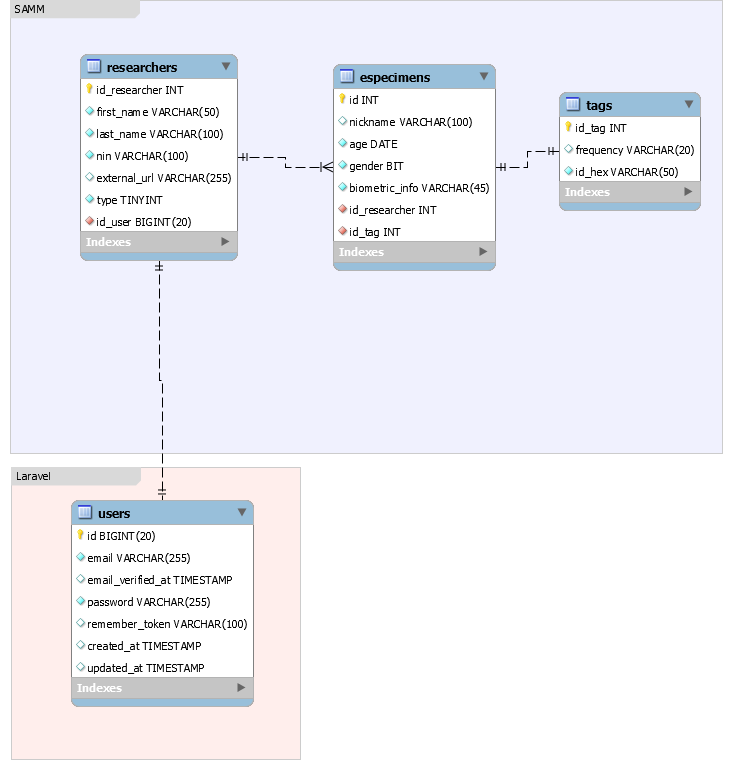 SAMM
researchers
id_researcher INT
first_name VARCHAR(50)
last_name VARCHAR(100)
nin VARCHAR(100)
external_url VARCHAR(255)
type TINYINT
id_user BIGINT(20)
Indexes
especimens
id INT
nickname VARCHAR(100)
age DATE
gender BIT
biometric_info VARCHAR(45)
id_researcher INT
id_tag INT
Indexes
tags
id_tag INT
frequency VARCHAR(20)
id_hex VARCHAR(50)
Indexes
Laravel
users
id BIGINT(20)
email VARCHAR(255)
email_verified_at TIMESTAMP
password VARCHAR(255)
remember_token VARCHAR(100)
created_at TIMESTAMP
updated_at TIMESTAMP
Indexes